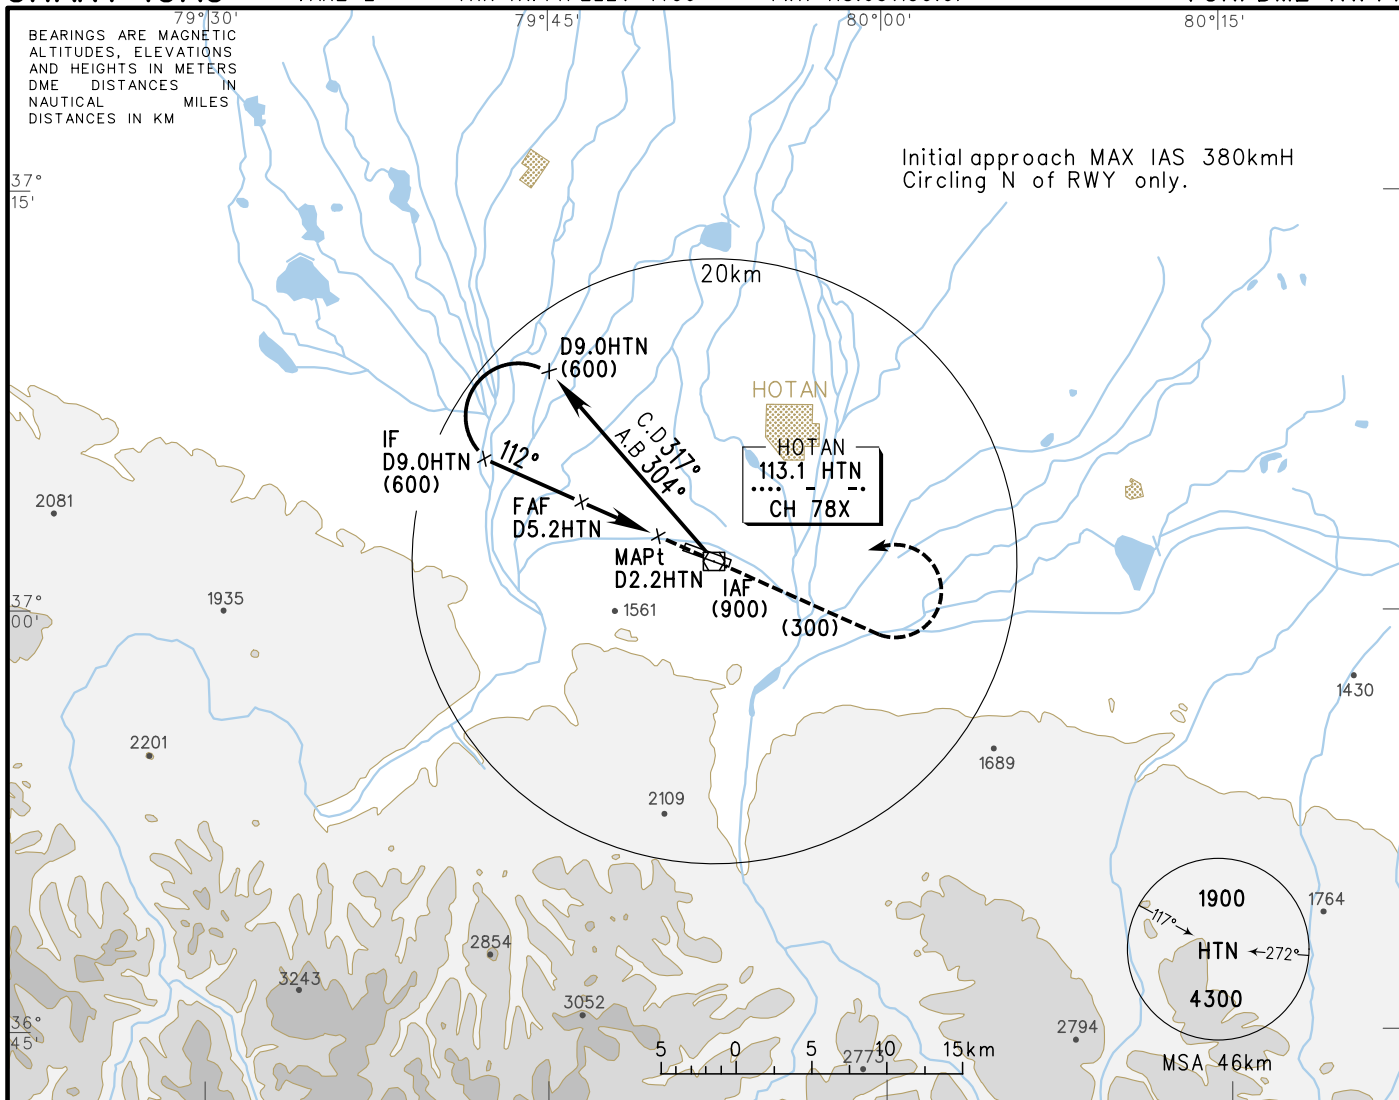 79°30'
79°45'
80°00'
80°15'
BEARINGS ARE MAGNETIC
ALTITUDES, ELEVATIONS
AND HEIGHTS IN METERS
DME DISTANCES IN
NAUTICAL MILES
DISTANCES IN KM
Initial approach MAX IAS 380kmH
Circling N of RWY only.
37°
15'
20km
D9.0HTN
(600)
HOTAN
C.D 317°
A.B 304°
IF
D9.0HTN
(600)
112°
HOTAN
113.1 HTN
CH 78X
FAF
D5.2HTN
MAPt
D2.2HTN
IAF
(900)
(300)
2081
37°
00'
1935
1561
1430
2201
1689
2109
1764
1900
117°
HTN
272°
4300
MSA 46km
2854
3243
3052
2794
2773
36°
45'
5 0 5 10 15km